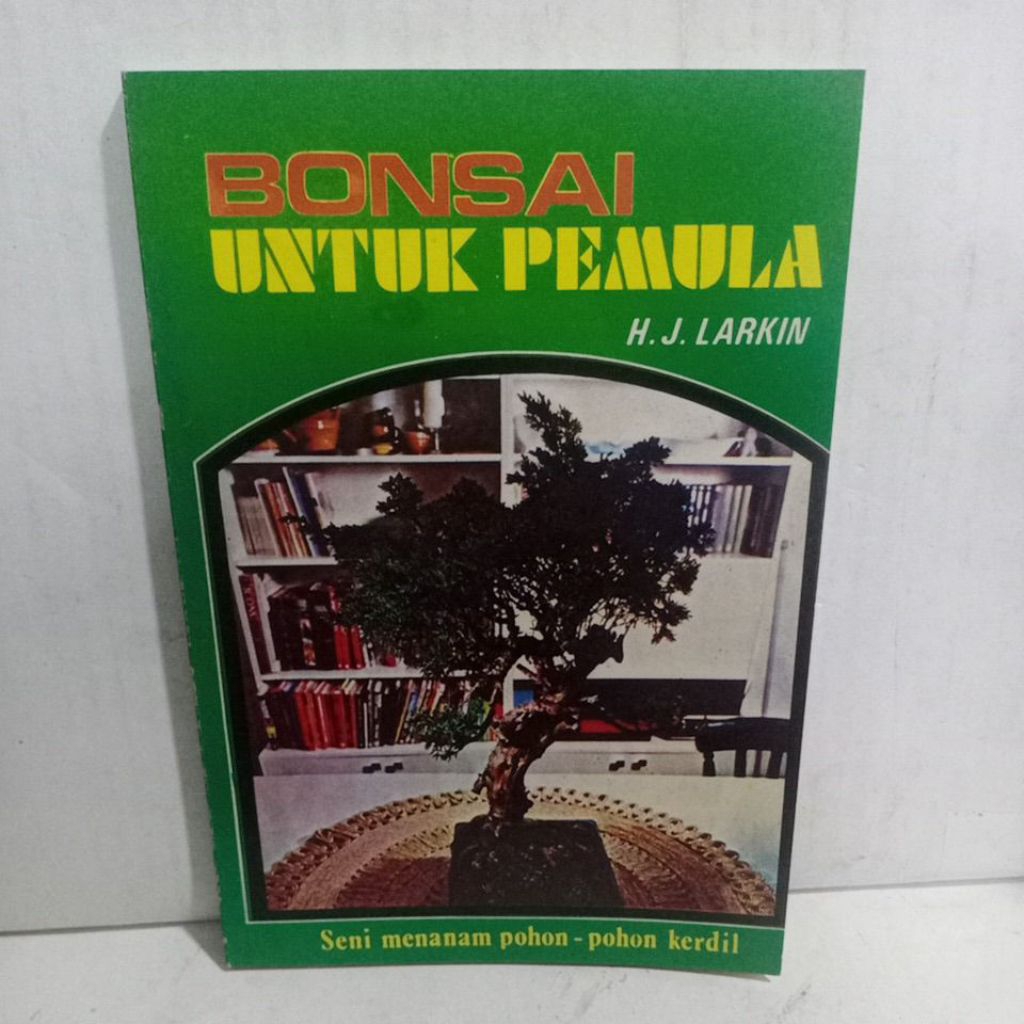 BONSAI
UNTUK PEMULA
H. J. LARKIN
Seni menanam pohon - pohon kerdil